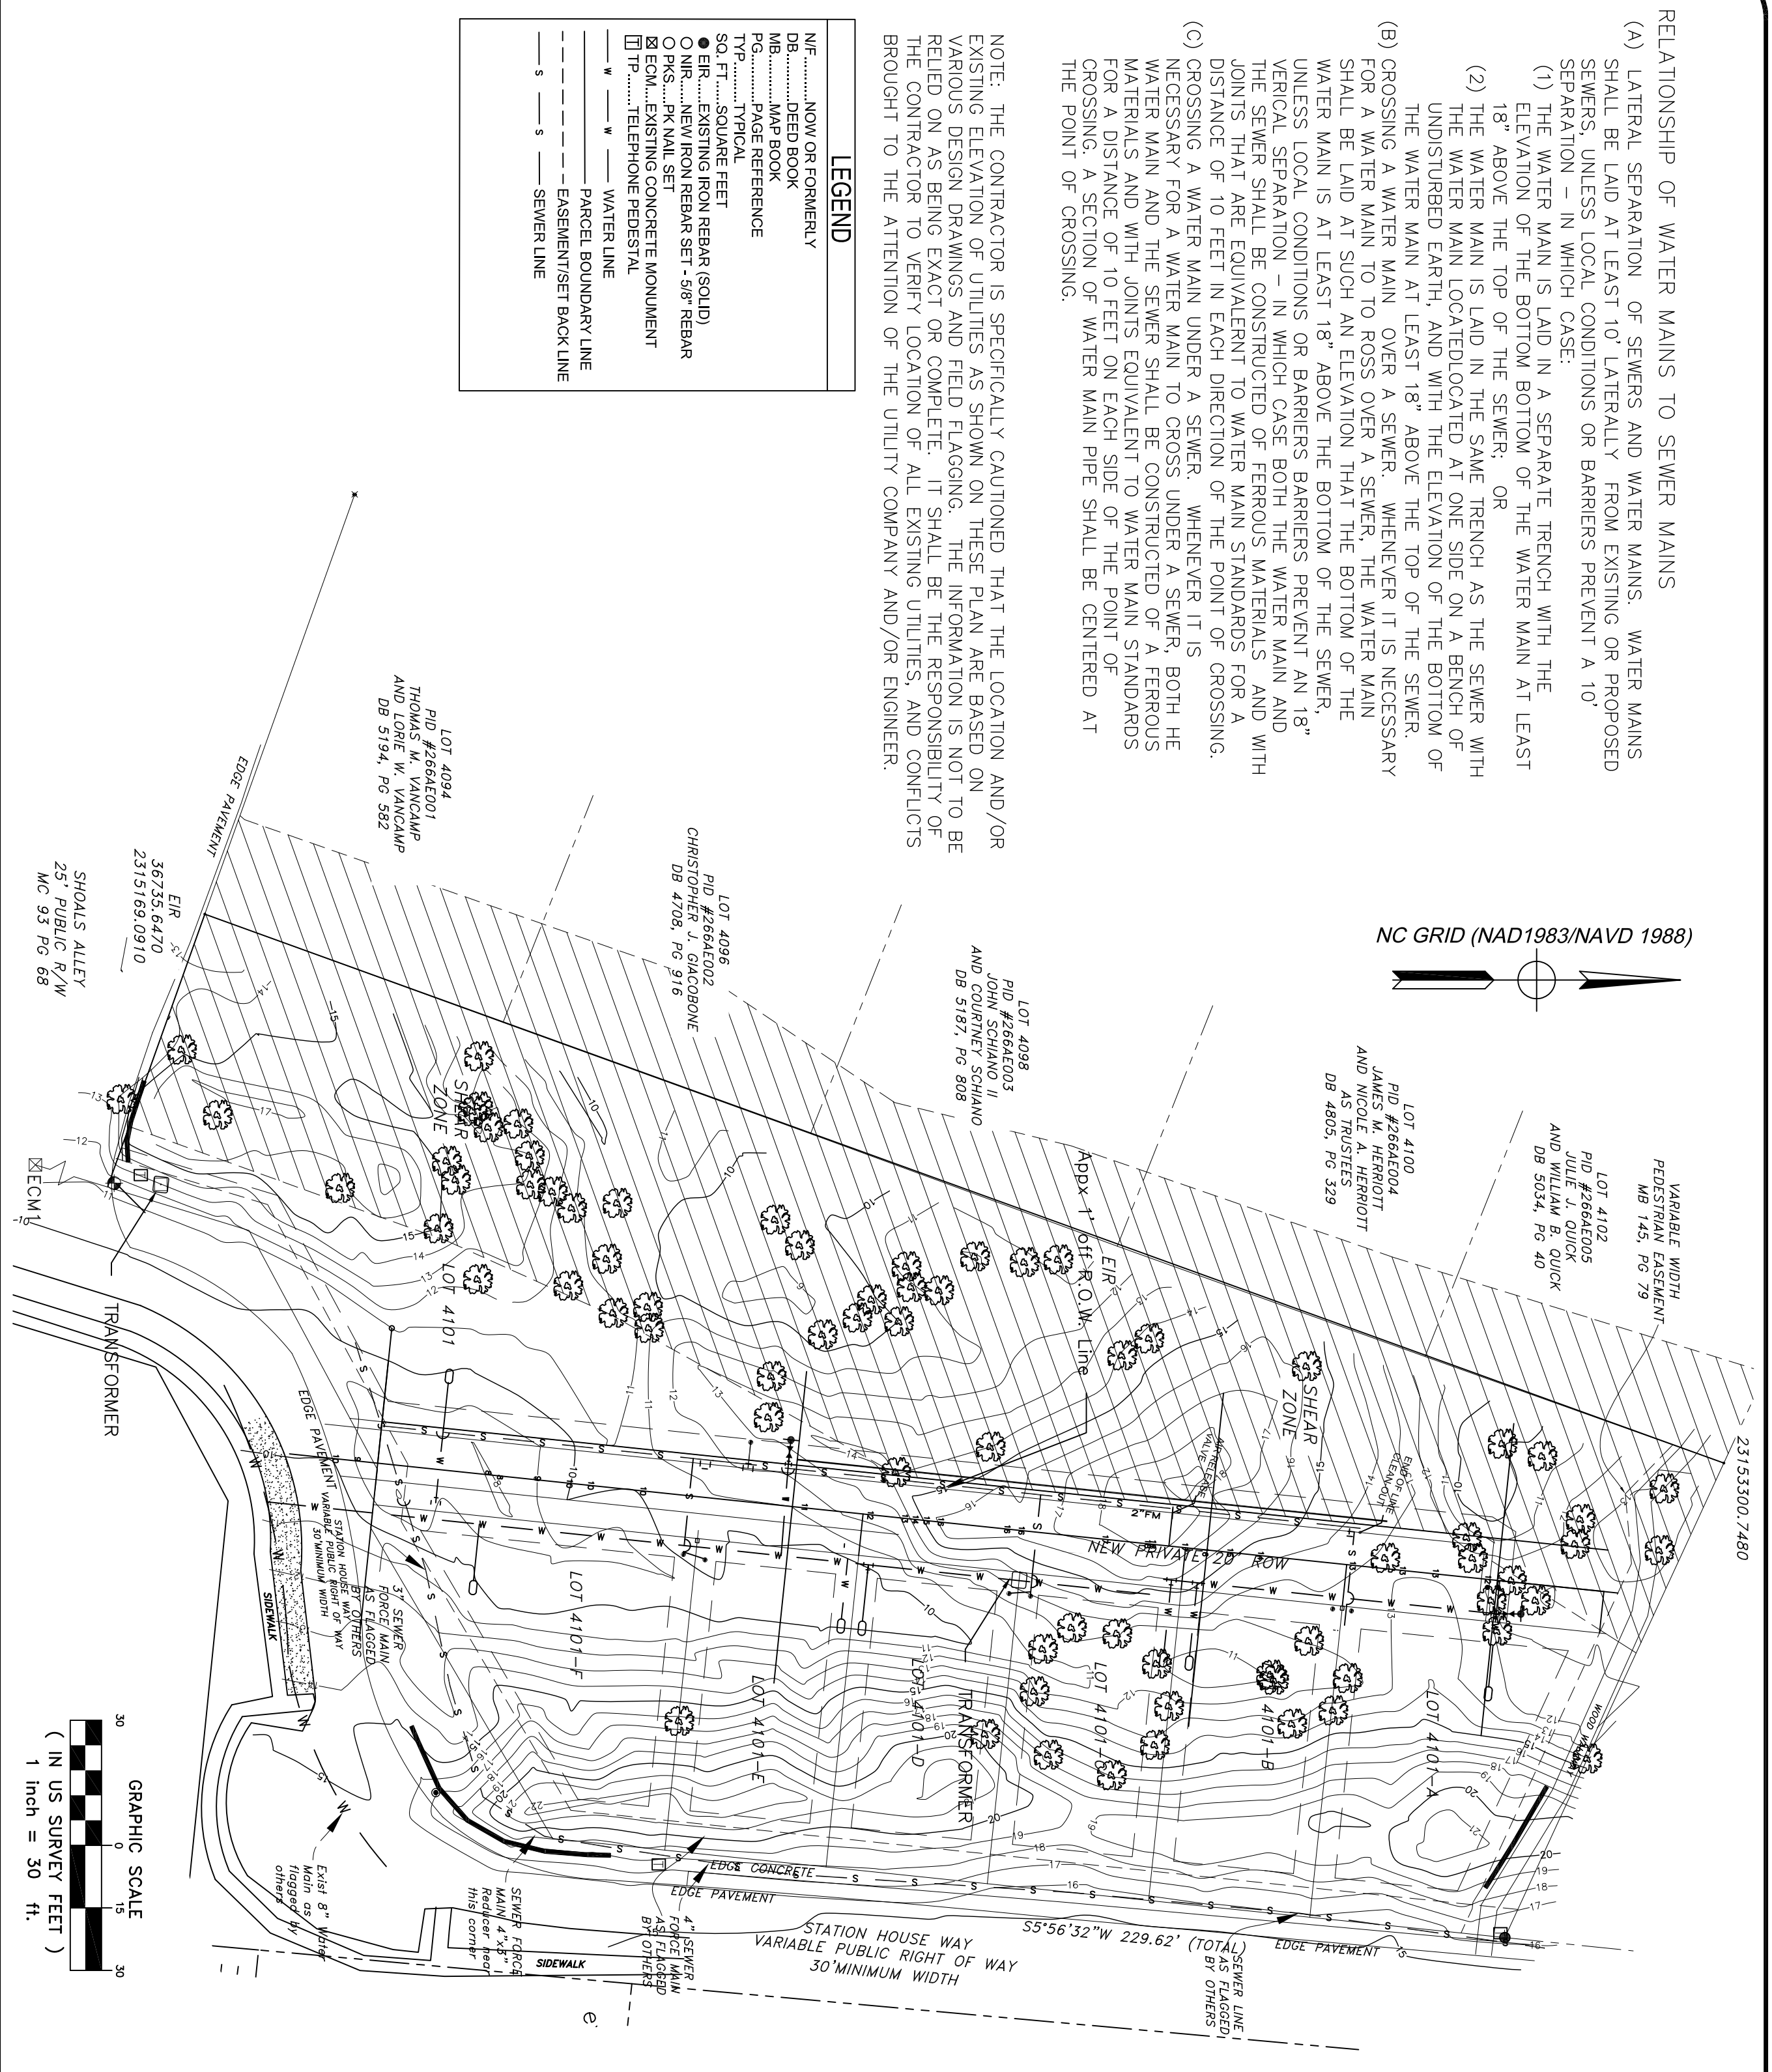 RELATIONSHIP OF WATER MAINS TO SEWER MAINS
(A) LATERAL SEPARATION OF SEWERS AND WATER MAINS. WATER MAINS
SHALL BE LAID AT LEAST 10' LATERALLY FROM EXISTING OR PROPOSED
SEWERS, UNLESS LOCAL CONDITIONS OR BARRIERS PREVENT A 10'
SEPARATION – IN WHICH CASE:
(1) THE WATER MAIN IS LAID IN A SEPARATE TRENCH WITH THE
ELEVATION OF THE BOTTOM BOTTOM OF THE WATER MAIN AT LEAST
18" ABOVE THE TOP OF THE SEWER; OR
(2) THE WATER MAIN IS LAID IN THE SAME TRENCH AS THE SEWER WITH
THE WATER MAIN LOCATEDLOCATED AT ONE SIDE ON A BENCH OF
UNDISTURBED EARTH, AND WITH THE ELEVATION OF THE BOTTOM OF
THE WATER MAIN AT LEAST 18" ABOVE THE TOP OF THE SEWER.
(B) CROSSING A WATER MAIN OVER A SEWER. WHENEVER IT IS NECESSARY
FOR A WATER MAIN TO TO ROSS OVER A SEWER, THE WATER MAIN
SHALL BE LAID AT SUCH AN ELEVATION THAT THE BOTTOM OF THE
WATER MAIN IS AT LEAST 18" ABOVE THE BOTTOM OF THE SEWER,
UNLESS LOCAL CONDITIONS OR BARRIERS PREVENT AN 18"
VERICAL SEPARATION – IN WHICH CASE BOTH THE WATER MAIN AND
THE SEWER SHALL BE CONSTRUCTED OF FERROUS MATERIALS AND WITH
JOINTS THAT ARE EQUIVALERNT TO WATER MAIN STANDARDS FOR A
DISTANCE OF 10 FEET IN EACH DIRECTION OF THE POINT OF CROSSING.
(C) CROSSING A WATER MAIN UNDER A SEWER. WHENEVER IT IS
NECESSARY FOR A WATER MAIN TO CROSS UNDER A SEWER, BOTH HE
WATER MAIN AND THE SEWER SHALL BE CONSTRUCTED OF A FERROUS
MATERIALS AND WITH JOINTS EQUIVALENT TO WATER MAIN STANDARDS
FOR A DISTANCE OF 10 FEET ON EACH SIDE OF THE POINT OF
CROSSING. A SECTION OF WATER MAIN PIPE SHALL BE CENTERED AT
THE POINT OF CROSSING.
NOTE: THE CONTRACTOR IS SPECIFICALLY CAUTIONED THAT THE LOCATION AND/OR
EXISTING ELEVATION OF UTILITIES AS SHOWN ON THESE PLAN ARE BASED ON
VARIOUS DESIGN DRAWINGS AND FIELD FLAGGING. THE INFORMATION IS NOT TO BE
RELIED ON AS BEING EXACT OR COMPLETE. IT SHALL BE THE RESPONSIBILITY OF
THE CONTRACTOR TO VERIFY LOCATION OF ALL EXISTING UTILITIES, AND CONFLICTS
BROUGHT TO THE ATTENTION OF THE UTILITY COMPANY AND/OR ENGINEER.
LEGEND
N/F..........NOW OR FORMERLY
DB..........DEED BOOK
MB..........MAP BOOK
PG..........PAGE REFERENCE
TYP..........TYPICAL
SQ. FT......SQUARE FEET
EIR......EXISTING IRON REBAR (SOLID)
NIR......NEW IRON REBAR SET - 5/8" REBAR
PKS......PK NAIL SET
ECM....EXISTING CONCRETE MONUMENT
TP........TELEPHONE PEDESTAL
W W WATER LINE
PARCEL BOUNDARY LINE
EASEMENT/SET BACK LINE
S S SEWER LINE
NC GRID (NAD1983/NAVD 1988)
VARIABLE WIDTH
PEDESTRIAN EASEMENT
MB 145, PG 79
LOT 4102
PID #266AE005
JULIE J. QUICK
AND WILLIAM B. QUICK
DB 5034, PG 40
LOT 4100
PID #266AE004
JAMES M. HERRIOTT
AND NICOLE A. HERRIOTT
AS TRUSTEES
DB 4805, PG 329
LOT 4098
PID #266AE003
JOHN SCHIANO II
AND COURTNEY SCHIANO
DB 5187, PG 808
LOT 4096
PID #266AE002
CHRISTOPHER J. GIACOBONE
DB 4708, PG 916
LOT 4094
PID #266AE001
THOMAS M. VANCAMP
AND LORIE W. VANCAMP
DB 5194, PG 582
EDGE PAVEMENT
EIR
36735.6470
2315169.0910
SHOALS ALLEY
25' PUBLIC R/W
MC 93 PG 68
2315300.7480
EIR
Appx 1' off R.O.W. Line
SHEAR
ZONE
SHEAR
ZONE
AIR RELEASE
VALVE
END OF LINE
CLEANOUT
2"FM
NEW PRIVATE 20' ROW
ECM1
TRANSFORMER
LOT 4101
LOT 4101-F
LOT 4101-E
LOT 4101-D
TRANSFORMER
LOT 4101-C
4101-B
LOT 4101-A
EDGE PAVEMENT
STATION HOUSE WAY
VARIABLE PUBLIC RIGHT OF WAY
30'MINIMUM WIDTH
SIDEWALK
3" SEWER
FORCE MAIN
AS FLAGGED
BY OTHERS
Exist 8" Water
Main as
flagged by
others
SEWER FORCE
MAIN 4"x3"
Reducer near
this corner
4" SEWER
FORCE MAIN
AS FLAGGED
BY OTHERS
EDGE CONCRETE
EDGE PAVEMENT
STATION HOUSE WAY
VARIABLE PUBLIC RIGHT OF WAY
30'MINIMUM WIDTH
S5°56'32"W 229.62' (TOTAL)
SEWER LINE
AS FLAGGED
BY OTHERS
EDGE PAVEMENT
SIDEWALK
GRAPHIC SCALE
30 0 15 30
( IN US SURVEY FEET )
1 inch = 30 ft.